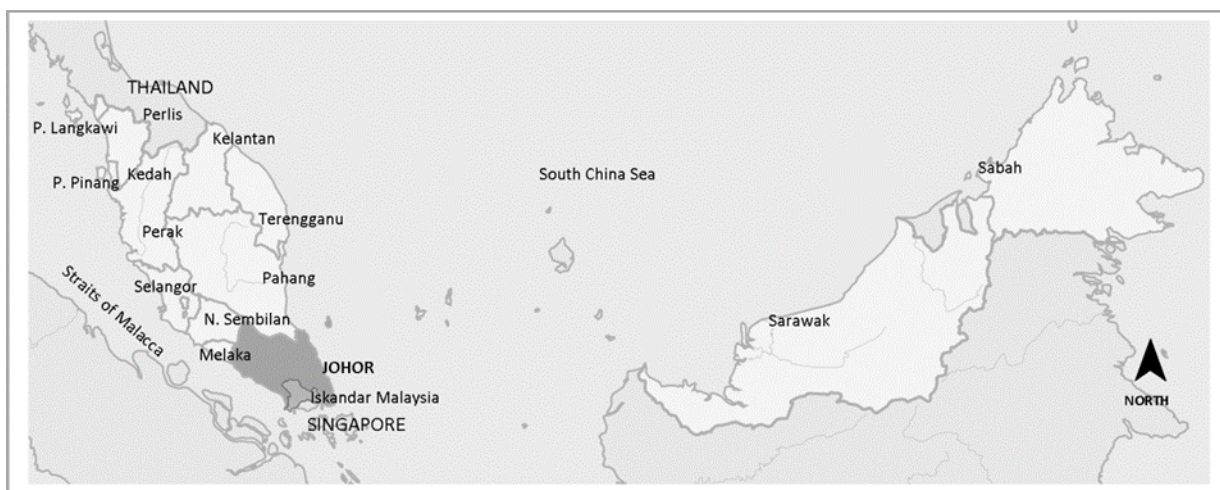 THAILAND
Perlis
P. Langkawi
Kelantan
Kedah
P. Pinang
South China Sea
Sabah
Terengganu
Perak
Pahang
Selangor
Straits of Malacca
N. Sembilan
Sarawak
Melaka
JOHOR
Iskandar Malaysia
NORTH
SINGAPORE